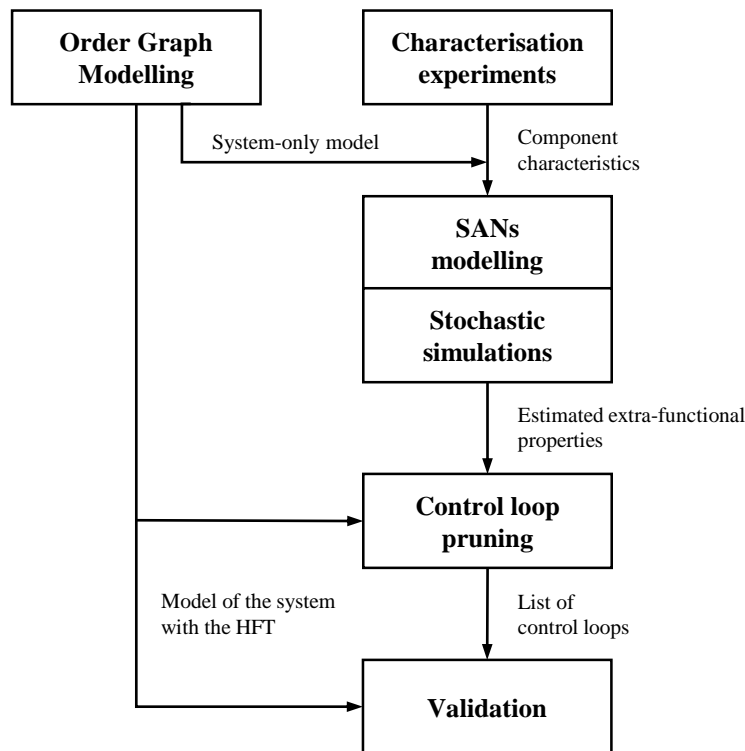 Order Graph
Modelling
Characterisation
experiments
System-only model
Component
characteristics
SANs
modelling
Stochastic
simulations
Estimated extra-functional
properties
Control loop
pruning
Model of the system
with the HFT
List of
control loops
Validation